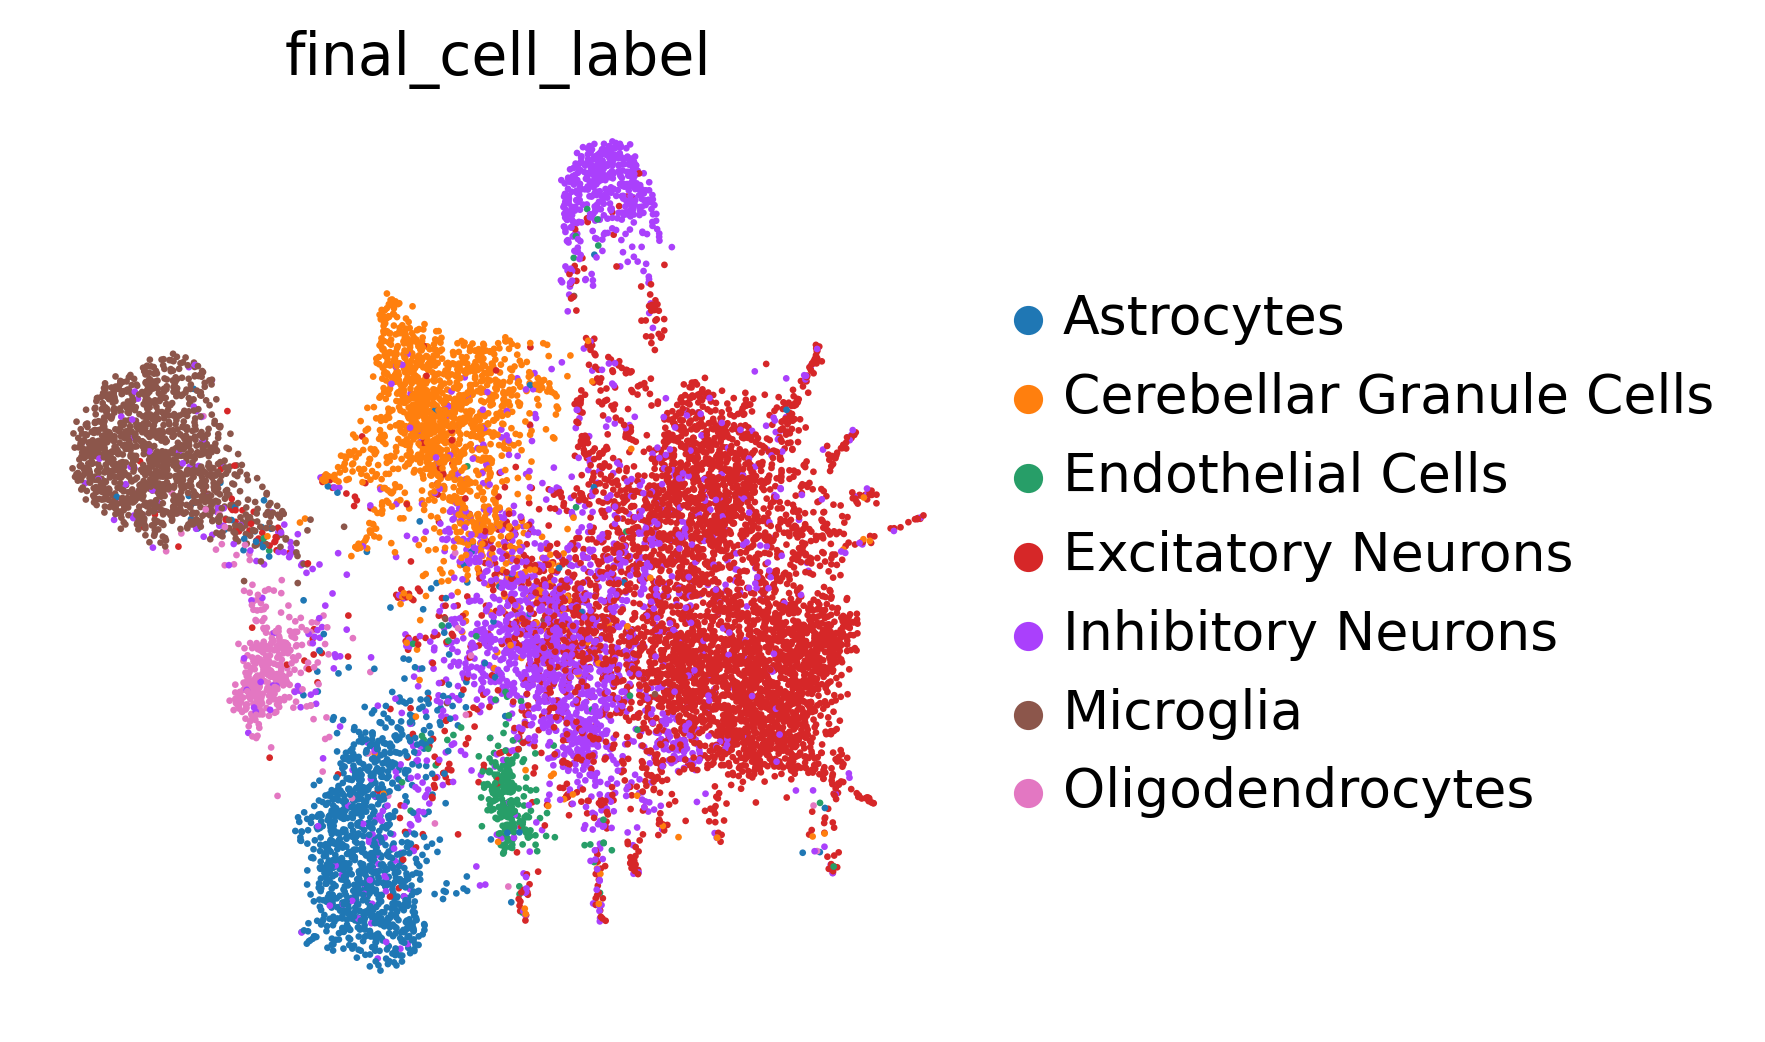 final_cell_label
Astrocytes
Cerebellar Granule Cells
Endothelial Cells
Excitatory Neurons
Inhibitory Neurons
Microglia
Oligodendrocytes